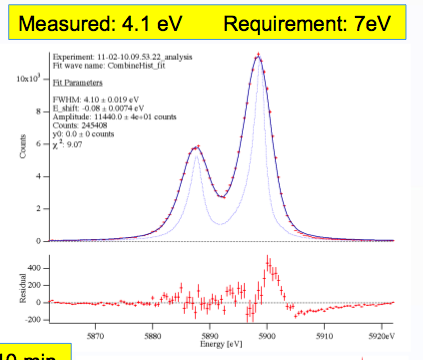 Measured: 4.1 eV Requirement: 7eV
Experiment: 11-02-10.09.53.22_analysis
Fit wave name: CombineHist_fit
Fit Parameters
FWHM: 4.10 ± 0.019 eV
E_shift: -0.08 ± 0.0074 eV
Amplitude: 11440.0 ± 4e+01 counts
Counts: 245408
y0: 0.0 ± 0 counts
χ²: 9.07
10x10³
8
6
4
2
0
Counts
400
200
0
-200
Residual
5870 5880 5890 5900 5910 5920eV
Energy [eV]